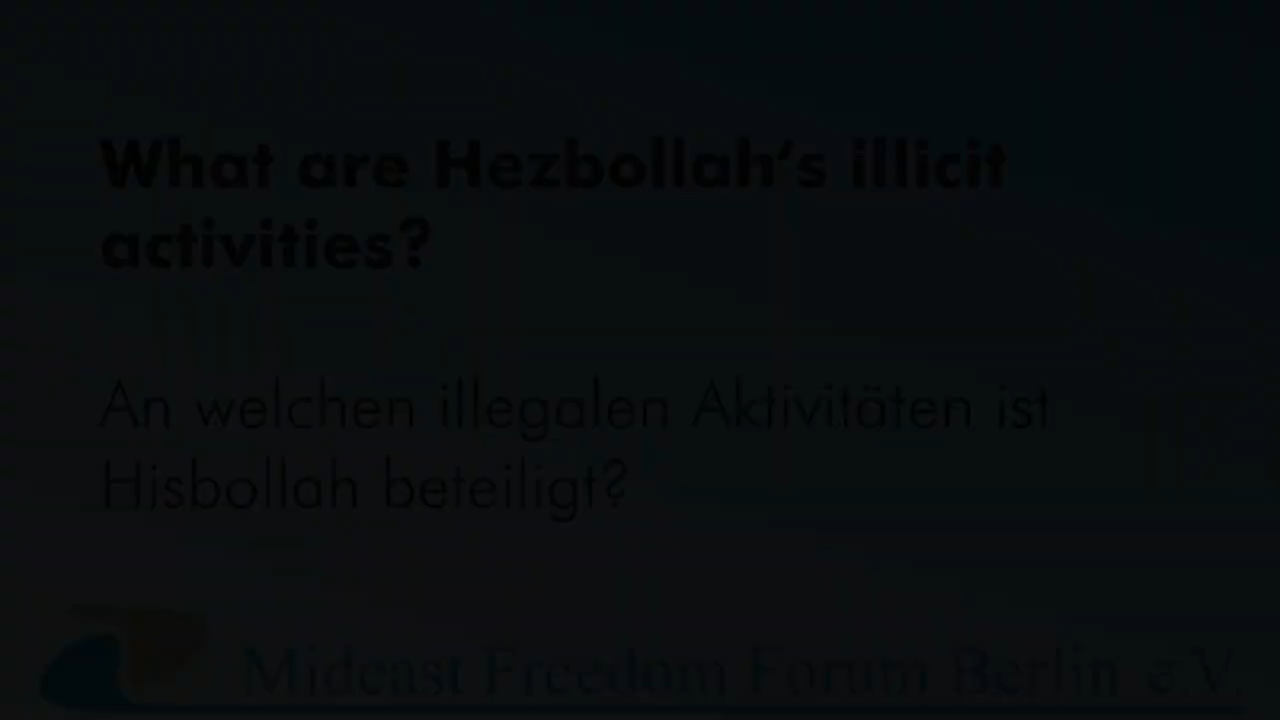 What are Hezbollah‘s illicit
activities?
An welchen illegalen Aktivitäten ist
Hisbollah beteiligt?
Mideast Freedom Forum Berlin e.V.